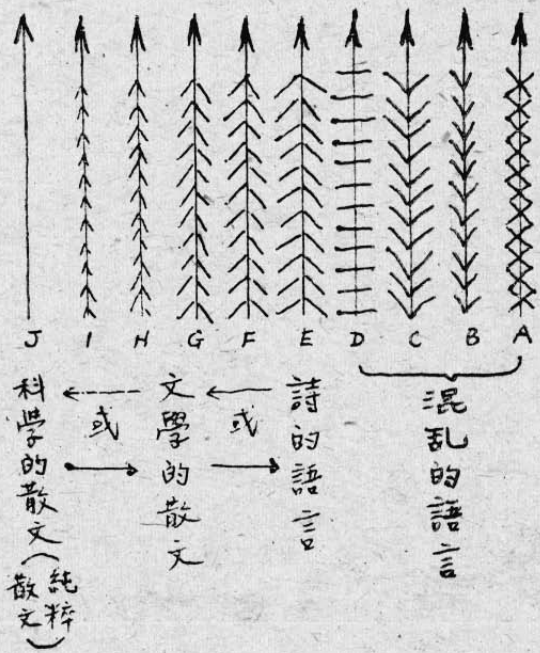 J I H G F E D C B A
混乱的語言
詩的語言
或
文學的散文
或
科學的散文(純粹散文)